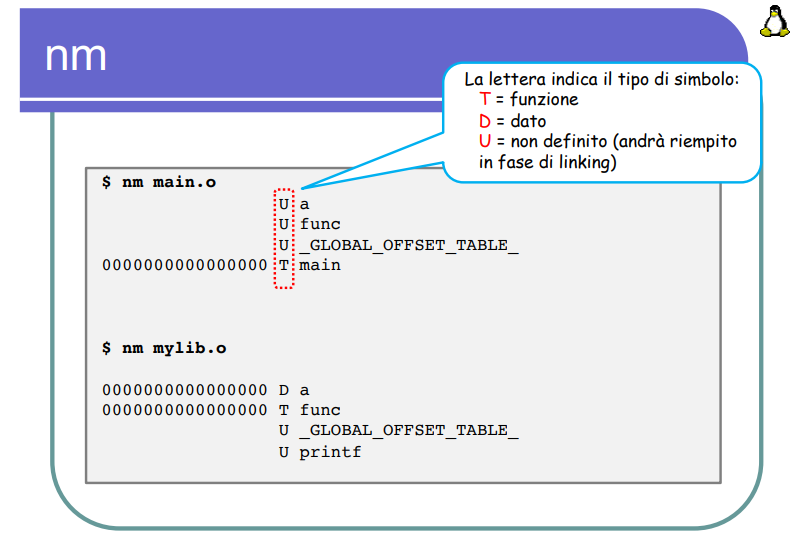 nm
La lettera indica il tipo di simbolo:
T = funzione
D = dato
U = non definito (andrà riempito
in fase di linking)
$ nm main.o
U a
U func
U _GLOBAL_OFFSET_TABLE_
0000000000000000 T main
$ nm mylib.o
0000000000000000 D a
0000000000000000 T func
U _GLOBAL_OFFSET_TABLE_
U printf